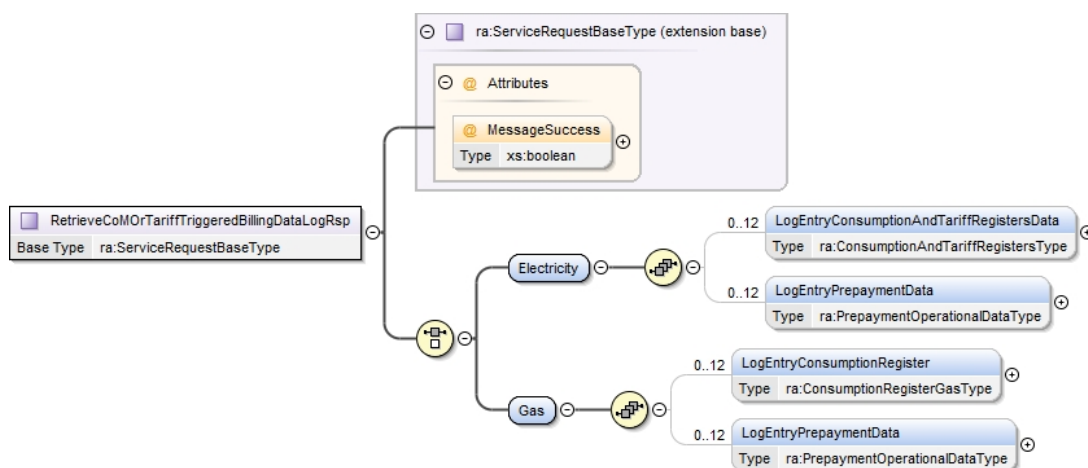 ra:ServiceRequestBaseType (extension base)
@ Attributes
@ MessageSuccess
Type xs:boolean
RetrieveCoMOrTariffTriggeredBillingDataLogRsp
Base Type ra:ServiceRequestBaseType
Electricity
0..12 LogEntryConsumptionAndTariffRegistersData
Type ra:ConsumptionAndTariffRegistersType
0..12 LogEntryPrepaymentData
Type ra:PrepaymentOperationalDataType
Gas
0..12 LogEntryConsumptionRegister
Type ra:ConsumptionRegisterGasType
0..12 LogEntryPrepaymentData
Type ra:PrepaymentOperationalDataType